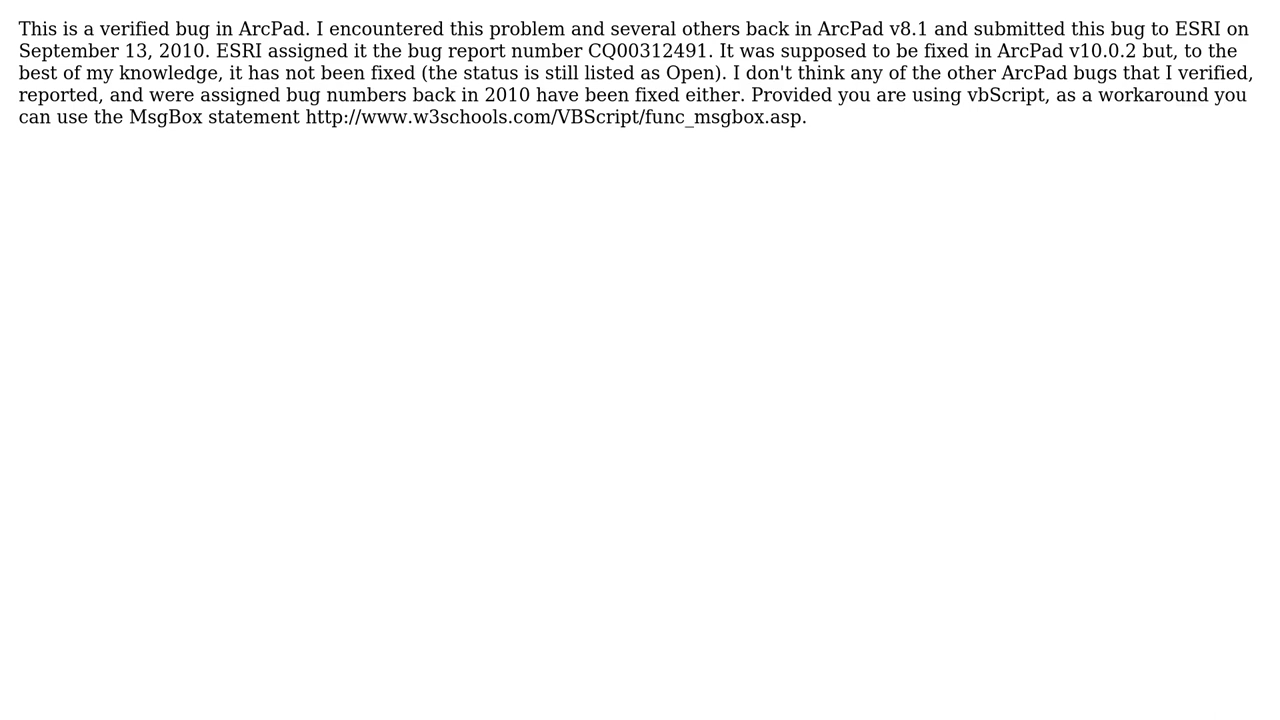 This is a verified bug in ArcPad. I encountered this problem and several others back in ArcPad v8.1 and submitted this bug to ESRI on
September 13, 2010. ESRI assigned it the bug report number CQ00312491. It was supposed to be fixed in ArcPad v10.0.2 but, to the
best of my knowledge, it has not been fixed (the status is still listed as Open). I don't think any of the other ArcPad bugs that I verified,
reported, and were assigned bug numbers back in 2010 have been fixed either. Provided you are using vbScript, as a workaround you
can use the MsgBox statement http://www.w3schools.com/VBScript/func_msgbox.asp.